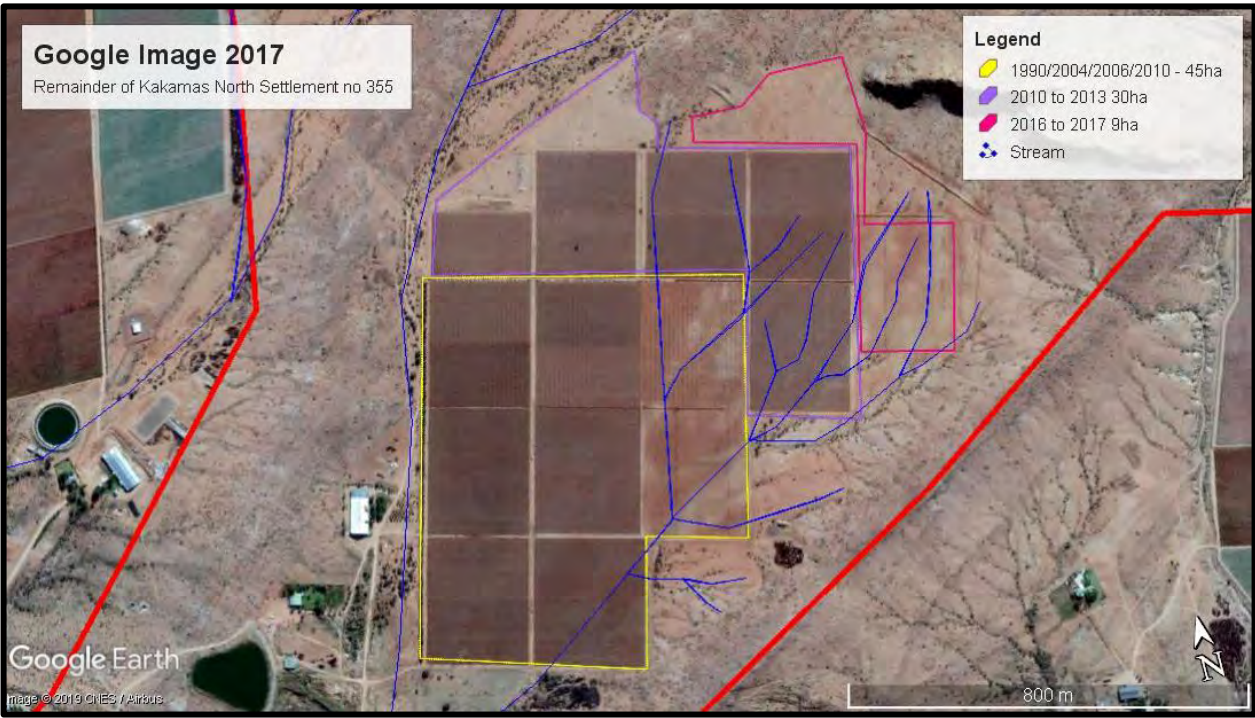 Google Image 2017
Remainder of Kakamas North Settlement no 355
Legend
1990/2004/2006/2010 - 45ha
2010 to 2013 30ha
2016 to 2017 9ha
Stream
Google Earth
Image © 2019 CNES / Airbus
N
800 m